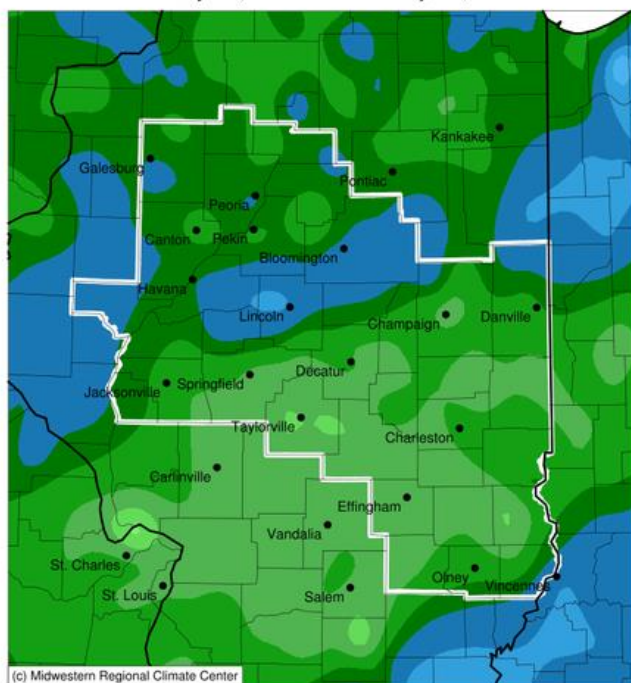 Kankakee
Galesburg
Pontiac
Peoria
Canton
Pekin
Bloomington
Havana
Lincoln
Champaign
Danville
Decatur
Jacksonville
Springfield
Taylorville
Charleston
Carlinville
Effingham
Vandalia
St. Charles
Olney
Vincennes
St. Louis
Salem
(c) Midwestern Regional Climate Center